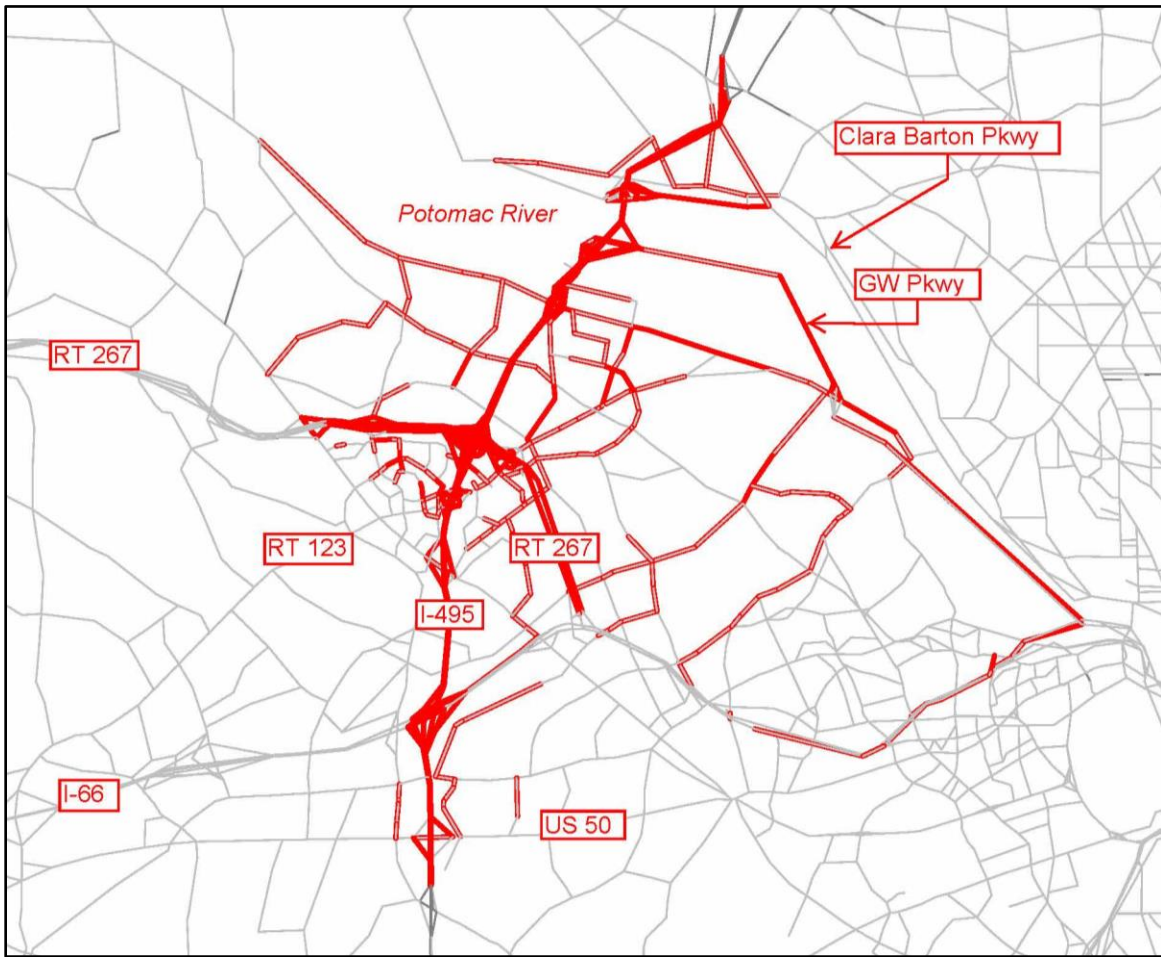 Clara Barton Pkwy
Potomac River
GW Pkwy
RT 267
RT 123
RT 267
I-495
I-66
US 50